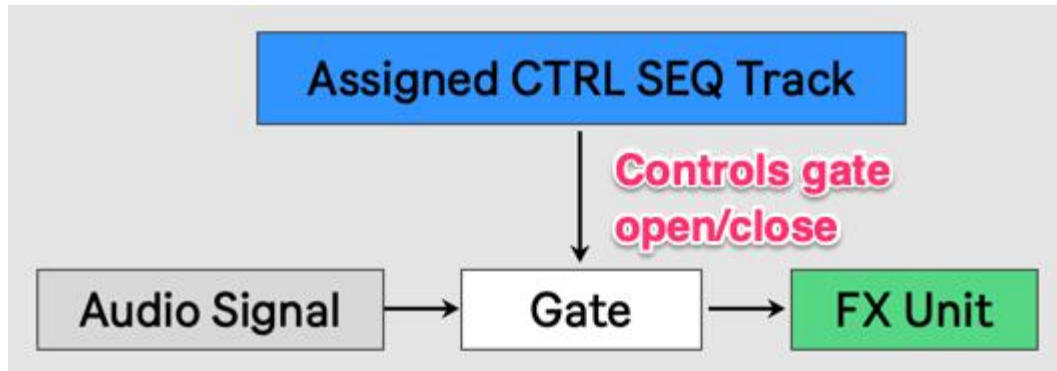 Assigned CTRL SEQ Track
Controls gate
open/close
Audio Signal
Gate
FX Unit